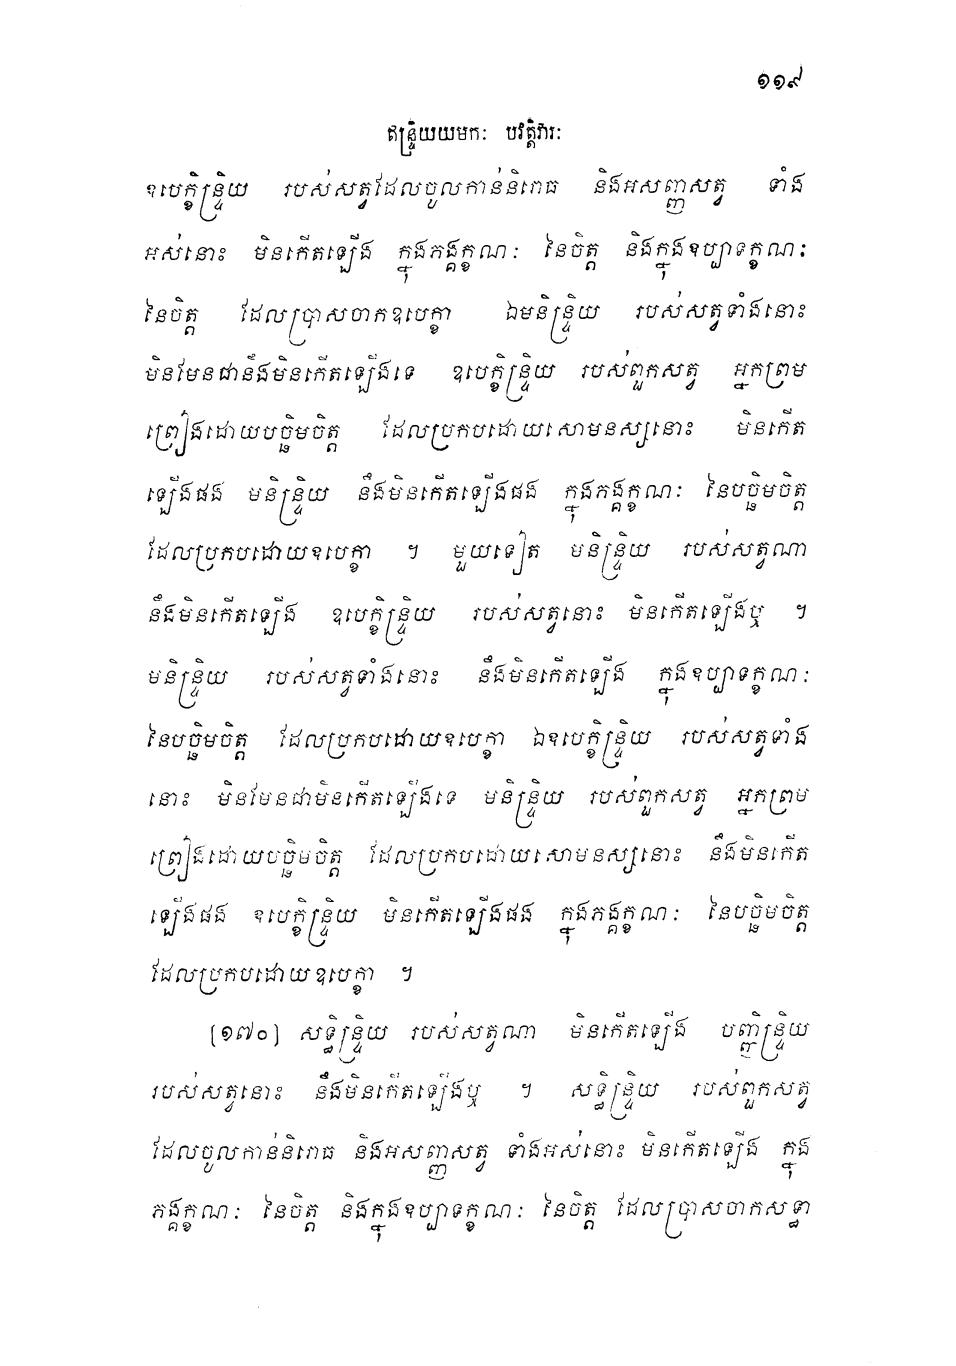 ១១៩
ឥន្ទ្រិយយមកៈ បវត្តិវារៈ
ឧបេក្ខិន្ទ្រិយ របស់សត្វដែលចូលកាន់និរោធ និងអសញ្ញសត្វ ទាំង
អស់នោះ មិនកើតឡើង ក្នុងភង្គក្ខណៈ នៃចិត្ត និងក្នុងឧប្បាទក្ខណៈ
នៃចិត្ត ដែលប្រាសចាកឧបេក្ខា ឯមនិន្ទ្រិយ របស់សត្វទាំងនោះ
មិនមែនជានឹងមិនកើតឡើងទេ ឧបេក្ខិន្ទ្រិយ របស់ពួកសត្វ អ្នកព្រម
ព្រៀងដោយបច្ឆិមចិត្ត ដែលប្រកបដោយសោមនស្សនោះ មិនកើត
ឡើងផង មនិន្ទ្រិយ នឹងមិនកើតឡើងផង ក្នុងភង្គក្ខណៈ នៃបច្ឆិមចិត្ត
ដែលប្រកបដោយឧបេក្ខា ។ មួយទៀត មនិន្ទ្រិយ របស់សត្វណា
នឹងមិនកើតឡើង ឧបេក្ខិន្ទ្រិយ របស់សត្វនោះ មិនកើតឡើងឬ ។
មនិន្ទ្រិយ របស់សត្វទាំងនោះ នឹងមិនកើតឡើង ក្នុងឧប្បាទក្ខណៈ
នៃបច្ឆិមចិត្ត ដែលប្រកបដោយឧបេក្ខា ឯឧបេក្ខិន្ទ្រិយ របស់សត្វទាំង
នោះ មិនមែនជាមិនកើតឡើងទេ មនិន្ទ្រិយ របស់ពួកសត្វ អ្នកព្រម
ព្រៀងដោយបច្ឆិមចិត្ត ដែលប្រកបដោយសោមនស្សនោះ នឹងមិនកើត
ឡើងផង ឧបេក្ខិន្ទ្រិយ មិនកើតឡើងផង ក្នុងភង្គក្ខណៈ នៃបច្ឆិមចិត្ត
ដែលប្រកបដោយឧបេក្ខា ។
[១៧០] សទ្ធិន្ទ្រិយ របស់សត្វណា មិនកើតឡើង បញ្ញិន្ទ្រិយ
របស់សត្វនោះ នឹងមិនកើតឡើងឬ ។ សទ្ធិន្ទ្រិយ របស់ពួកសត្វ
ដែលចូលកាន់និរោធ និងអសញ្ញសត្វ ទាំងអស់នោះ មិនកើតឡើង ក្នុង
ភង្គក្ខណៈ នៃចិត្ត និងក្នុងឧប្បាទក្ខណៈ នៃចិត្ត ដែលប្រាសចាកសទ្ធា